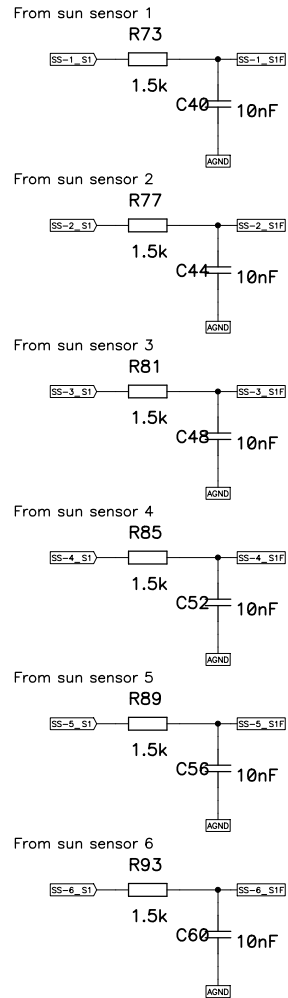 From sun sensor 1
R73
SS-1_S1
SS-1_S1F
1.5k
C40
10nF
AGND
From sun sensor 2
R77
SS-2_S1
SS-2_S1F
1.5k
C44
10nF
AGND
From sun sensor 3
R81
SS-3_S1
SS-3_S1F
1.5k
C48
10nF
AGND
From sun sensor 4
R85
SS-4_S1
SS-4_S1F
1.5k
C52
10nF
AGND
From sun sensor 5
R89
SS-5_S1
SS-5_S1F
1.5k
C56
10nF
AGND
From sun sensor 6
R93
SS-6_S1
SS-6_S1F
1.5k
C60
10nF
AGND